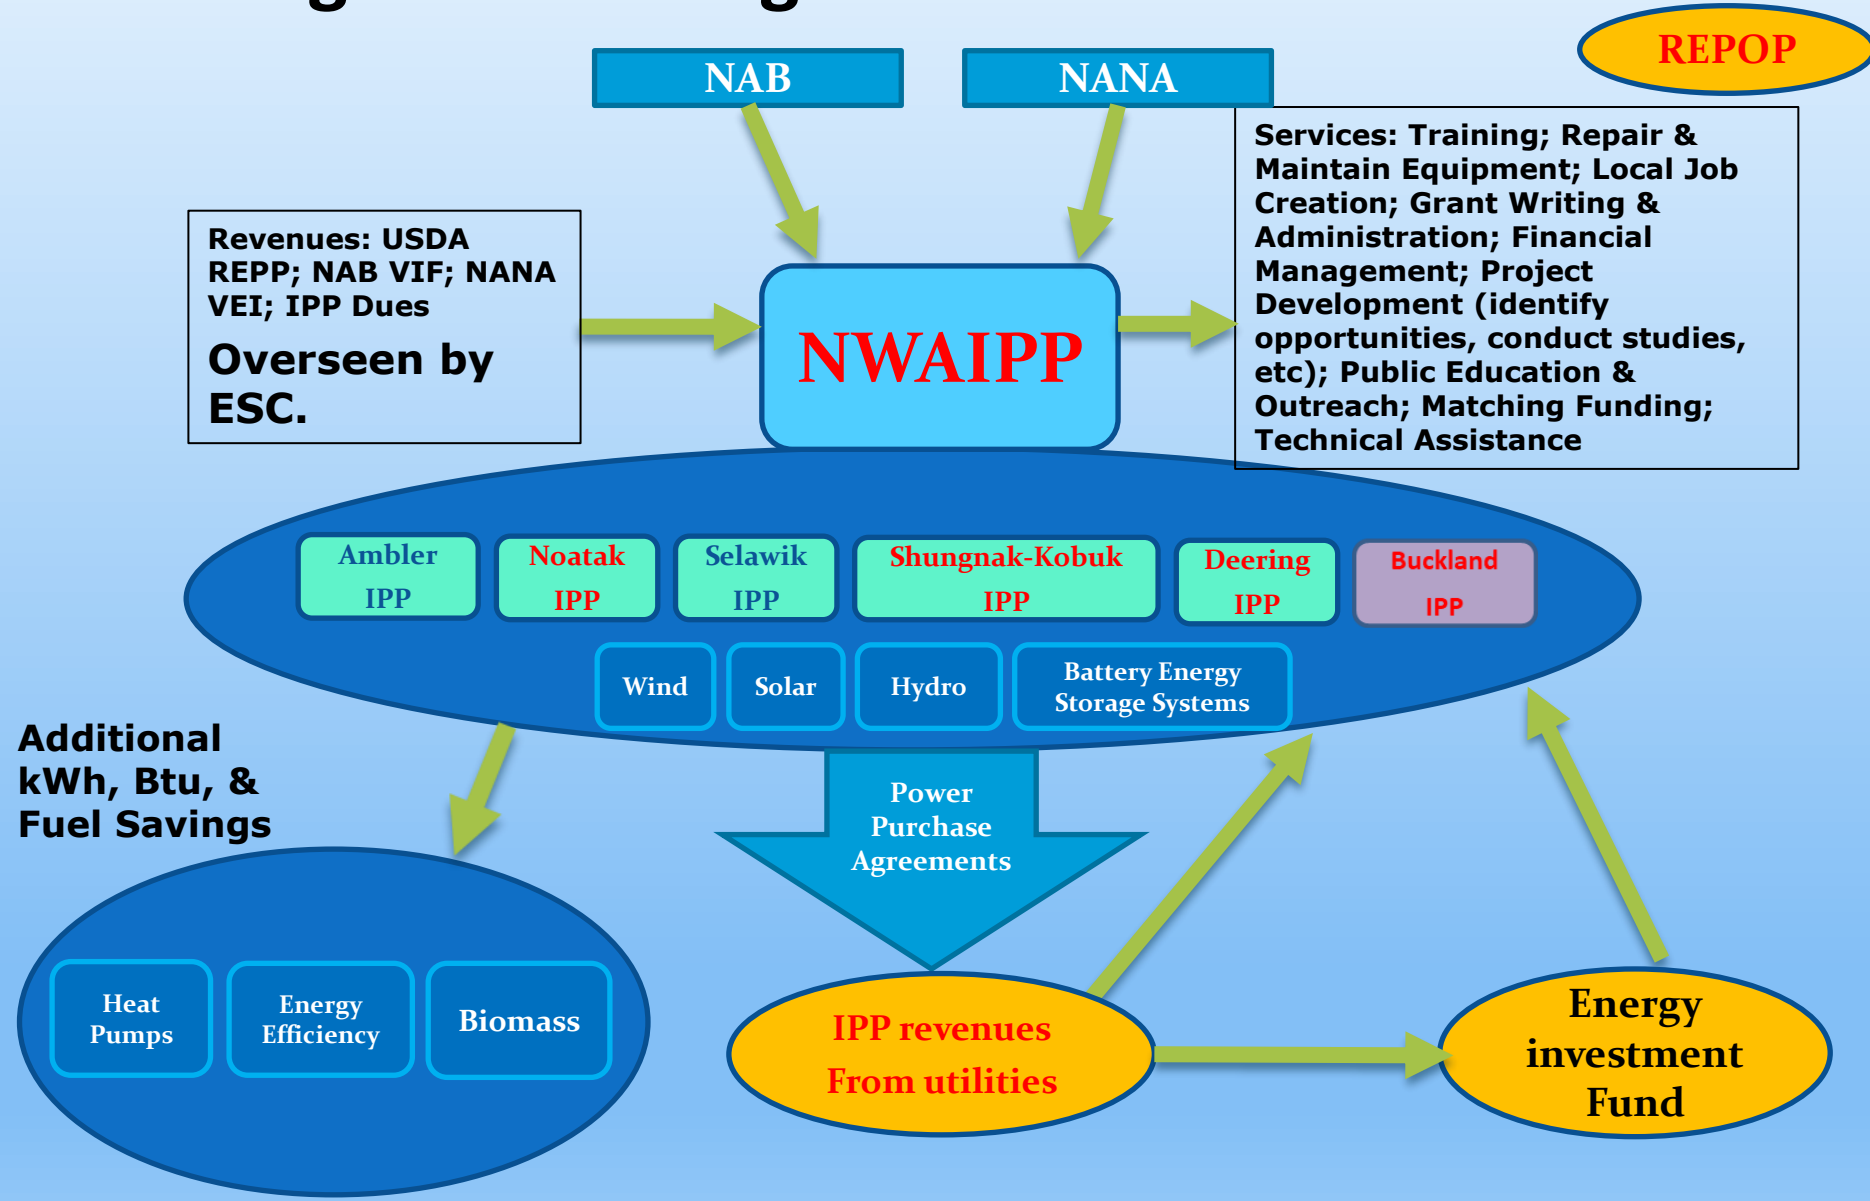 REPOP
NAB
NANA
Services: Training; Repair &
Maintain Equipment; Local Job
Creation; Grant Writing &
Administration; Financial
Management; Project
Development (identify
opportunities, conduct studies,
etc); Public Education &
Outreach; Matching Funding;
Technical Assistance
Revenues: USDA
REPP; NAB VIF; NANA
VEI; IPP Dues
Overseen by
ESC.
NWAIPP
Ambler
IPP
Noatak
IPP
Selawik
IPP
Shungnak-Kobuk
IPP
Deering
IPP
Buckland
IPP
Wind
Solar
Hydro
Battery Energy
Storage Systems
Additional
kWh, Btu, &
Fuel Savings
Power
Purchase
Agreements
Heat
Pumps
Energy
Efficiency
Biomass
IPP revenues
From utilities
Energy
investment
Fund